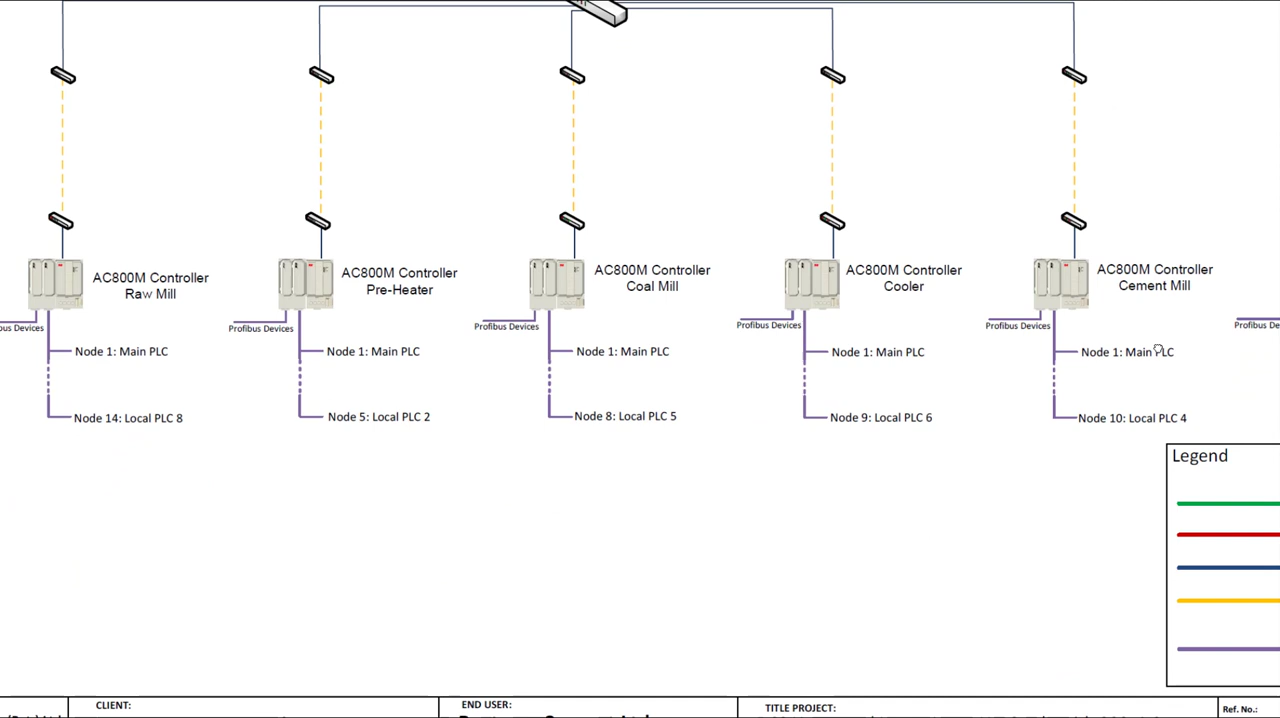 AC800M Controller
Raw Mill
AC800M Controller
Pre-Heater
AC800M Controller
Coal Mill
AC800M Controller
Cooler
AC800M Controller
Cement Mill
bus Devices
Profibus Devices
Profibus Devices
Profibus Devices
Profibus Devices
Profibus De
Node 1: Main PLC
Node 1: Main PLC
Node 1: Main PLC
Node 1: Main PLC
Node 1: Main PLC
Node 14: Local PLC 8
Node 5: Local PLC 2
Node 8: Local PLC 5
Node 9: Local PLC 6
Node 10: Local PLC 4
Legend
CLIENT:
END USER:
TITLE PROJECT:
Ref. No.: